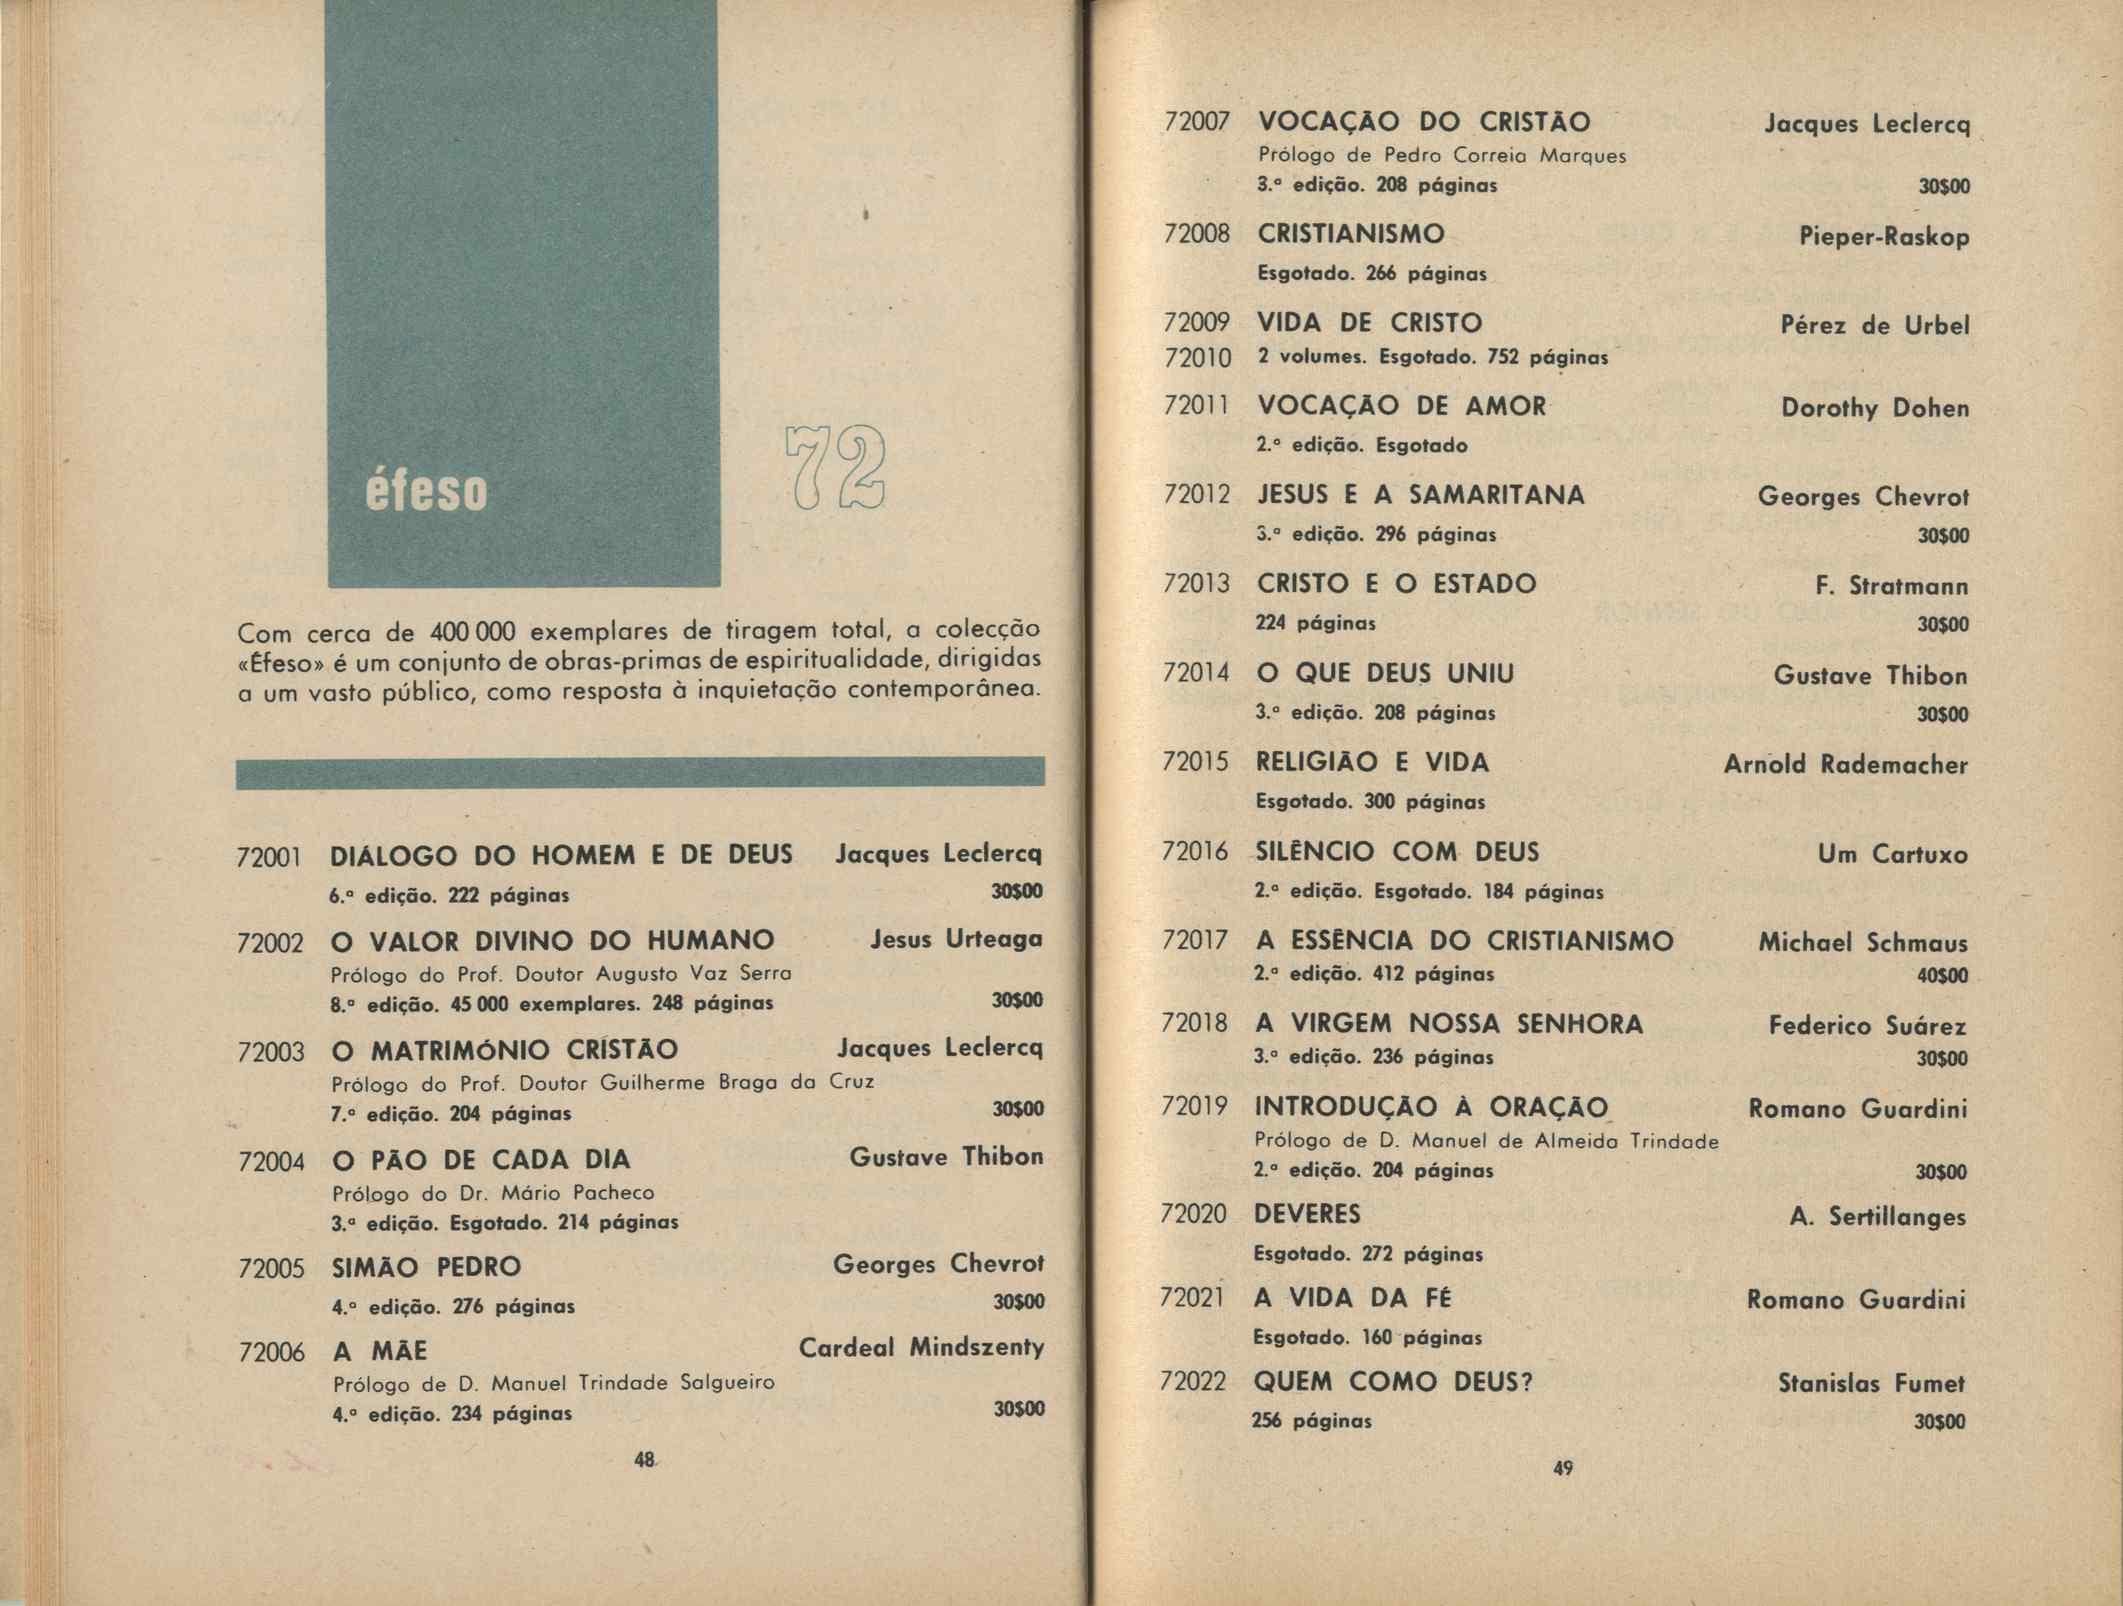 éfeso
72
Com cerca de 400 000 exemplares de tiragem total, a colecção
«Éfeso» é um conjunto de obras-primas de espiritualidade, dirigidas
a um vasto público, como resposta à inquietação contemporânea.
72001 DIÁLOGO DO HOMEM E DE DEUS Jacques Leclercq
6.ª edição. 222 páginas 30$00
72002 O VALOR DIVINO DO HUMANO Jesus Urteaga
Prólogo do Prof. Doutor Augusto Vaz Serra
8.ª edição. 45 000 exemplares. 248 páginas 30$00
72003 O MATRIMÓNIO CRISTÃO Jacques Leclercq
Prólogo do Prof. Doutor Guilherme Braga da Cruz
7.ª edição. 204 páginas 30$00
72004 O PÃO DE CADA DIA Gustave Thibon
Prólogo do Dr. Mário Pacheco
3.ª edição. Esgotado. 214 páginas
72005 SIMÃO PEDRO Georges Chevrot
4.ª edição. 276 páginas 30$00
72006 A MÃE Cardeal Mindszenty
Prólogo de D. Manuel Trindade Salgueiro
4.ª edição. 234 páginas 30$00
48
72007 VOCAÇÃO DO CRISTÃO Jacques Leclercq
Prólogo de Pedro Correia Marques
3.ª edição. 208 páginas 30$00
72008 CRISTIANISMO Pieper-Raskop
Esgotado. 266 páginas
72009 VIDA DE CRISTO Pérez de Urbel
72010 2 volumes. Esgotado. 752 páginas
72011 VOCAÇÃO DE AMOR Dorothy Dohen
2.ª edição. Esgotado
72012 JESUS E A SAMARITANA Georges Chevrot
3.ª edição. 296 páginas 30$00
72013 CRISTO E O ESTADO F. Stratmann
224 páginas 30$00
72014 O QUE DEUS UNIU Gustave Thibon
3.ª edição. 208 páginas 30$00
72015 RELIGIÃO E VIDA Arnold Rademacher
Esgotado. 300 páginas
72016 SILÊNCIO COM DEUS Um Cartuxo
2.ª edição. Esgotado. 184 páginas
72017 A ESSÊNCIA DO CRISTIANISMO Michael Schmaus
2.ª edição. 412 páginas 40$00
72018 A VIRGEM NOSSA SENHORA Federico Suárez
3.ª edição. 236 páginas 30$00
72019 INTRODUÇÃO À ORAÇÃO Romano Guardini
Prólogo de D. Manuel de Almeida Trindade
2.ª edição. 204 páginas 30$00
72020 DEVERES A. Sertillanges
Esgotado. 272 páginas
72021 A VIDA DA FÉ Romano Guardini
Esgotado. 160 páginas
72022 QUEM COMO DEUS? Stanislas Fumet
256 páginas 30$00
49